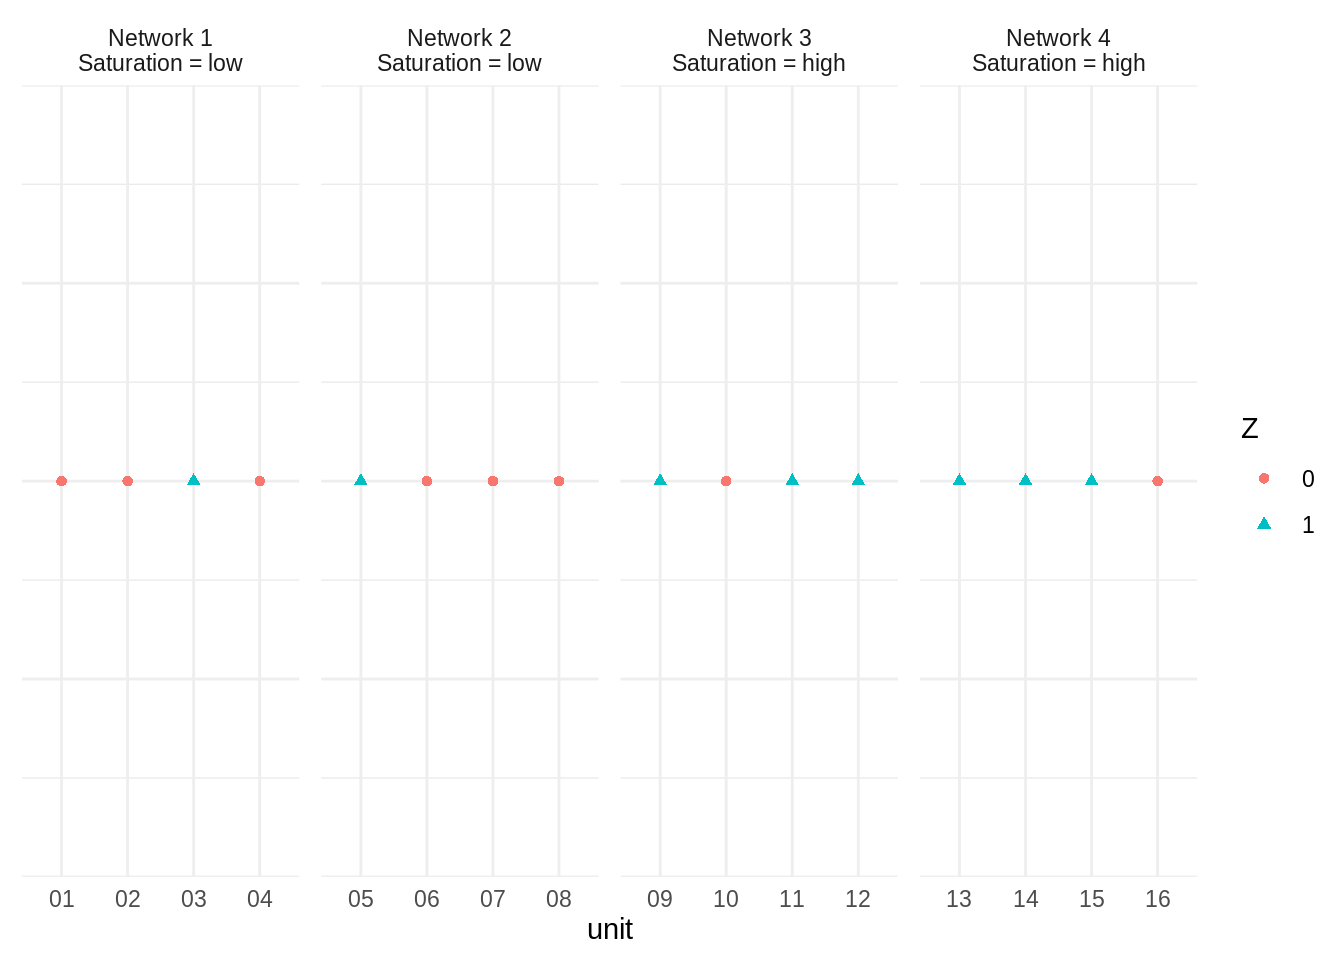 Network 1
Saturation = low
Network 2
Saturation = low
Network 3
Saturation = high
Network 4
Saturation = high
Z
0
1
01 02 03 04 05 06 07 08 09 10 11 12 13 14 15 16
unit